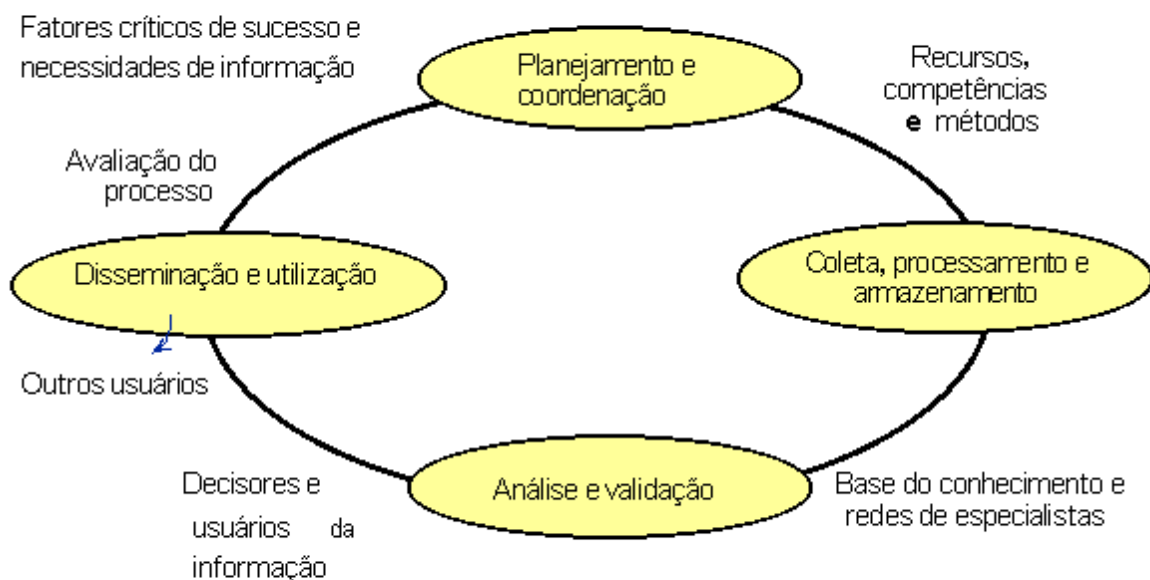 Fatores críticos de sucesso e
necessidades de informação
Planejamento e
coordenação
Recursos,
competências
e métodos
Avaliação do
processo
Disseminação e utilização
Coleta, processamento e
armazenamento
Outros usuários
Decisores e
usuários da
informação
Análise e validação
Base do conhecimento e
redes de especialistas